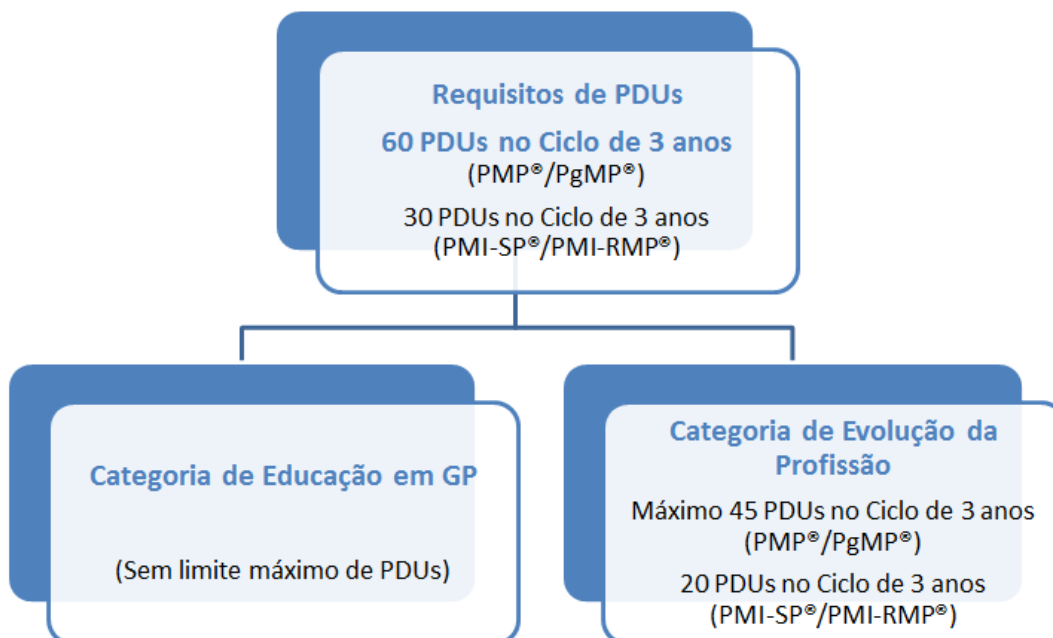 Requisitos de PDUs
60 PDUs no Ciclo de 3 anos
(PMP®/PgMP®)
30 PDUs no Ciclo de 3 anos
(PMI-SP®/PMI-RMP®)
Categoria de Educação em GP
(Sem limite máximo de PDUs)
Categoria de Evolução da
Profissão
Máximo 45 PDUs no Ciclo de 3 anos
(PMP®/PgMP®)
20 PDUs no Ciclo de 3 anos
(PMI-SP®/PMI-RMP®)